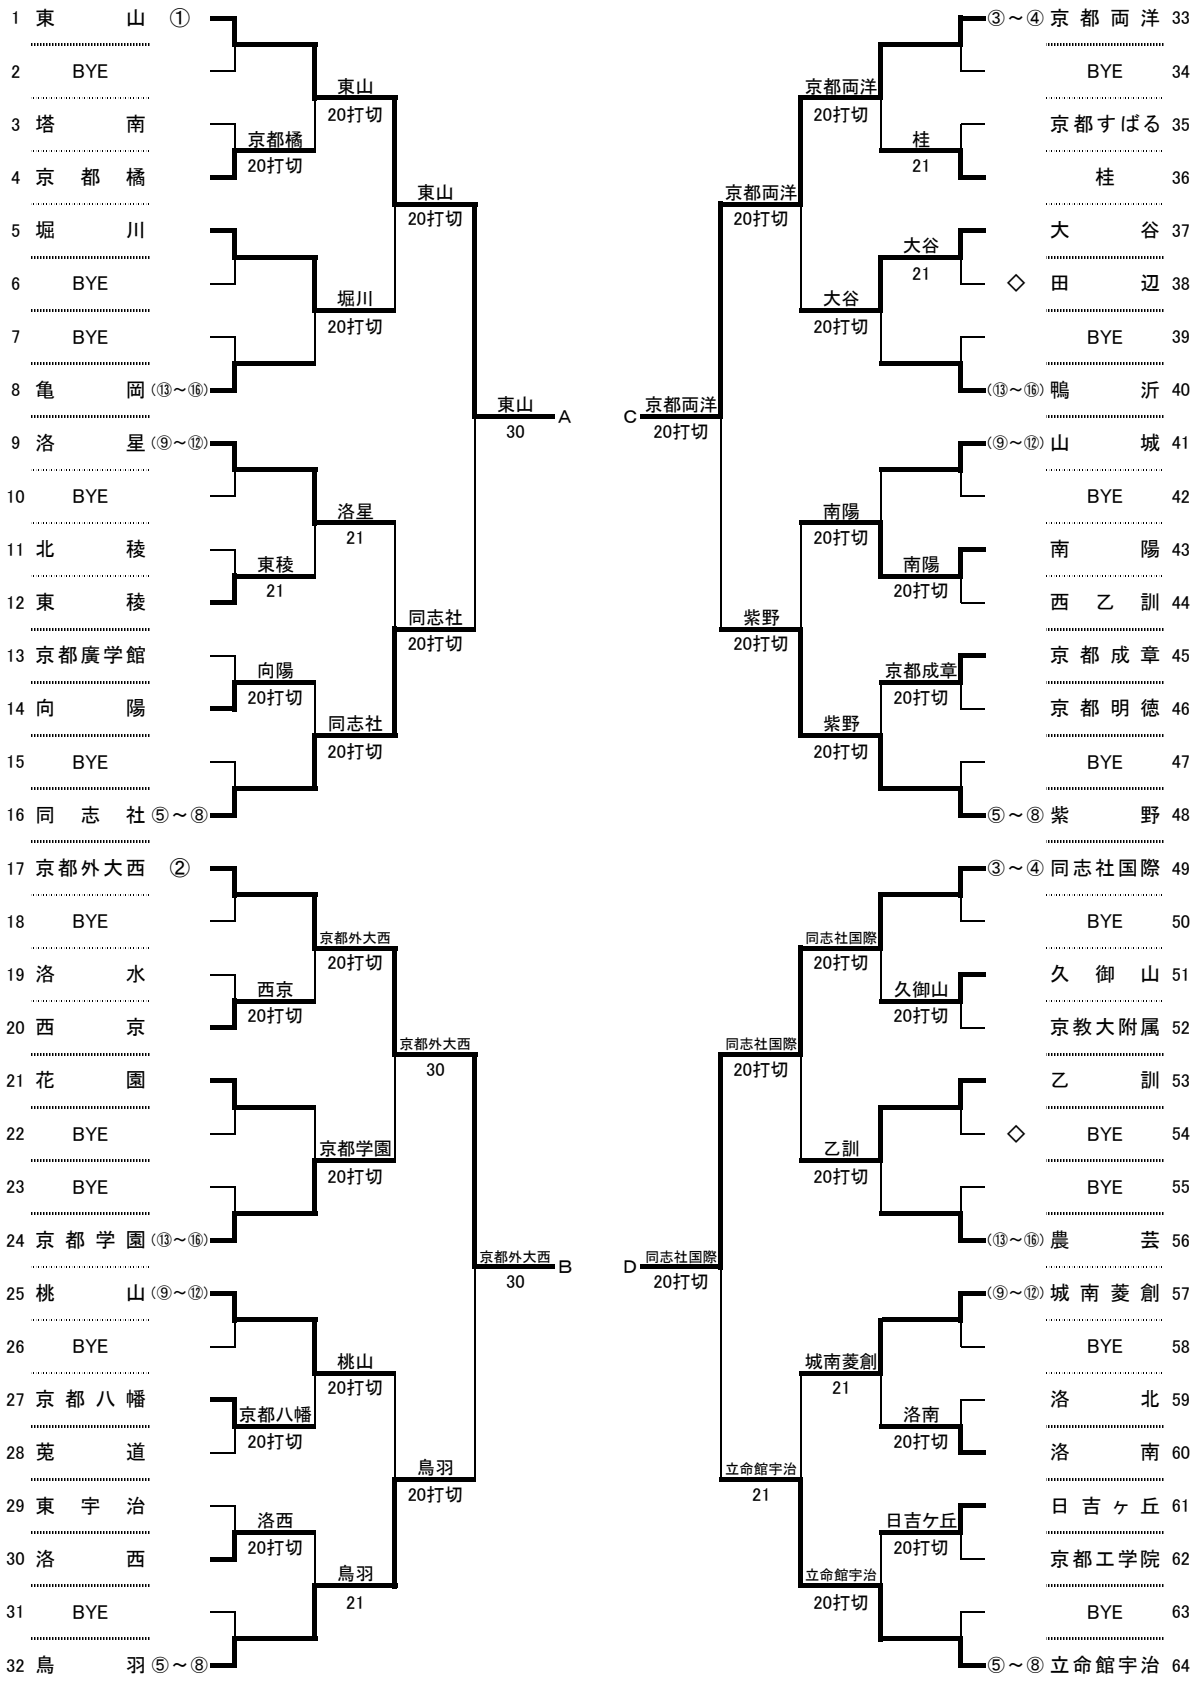 1 東山 ①
2 BYE
3 塔南
4 京都橘
5 堀川
6 BYE
7 BYE
8 亀岡 (⑬～⑯)
9 洛星 (⑨～⑫)
10 BYE
11 北稜
12 東稜
13 京都廣学館
14 向陽
15 BYE
16 同志社 ⑤～⑧
17 京都外大西 ②
18 BYE
19 洛水
20 西京
21 花園
22 BYE
23 BYE
24 京都学園 (⑬～⑯)
25 桃山 (⑨～⑫)
26 BYE
27 京都八幡
28 莵道
29 東宇治
30 洛西
31 BYE
32 鳥羽 ⑤～⑧
京都橘
20打切
東稜
21
向陽
20打切
西京
20打切
京都八幡
20打切
洛西
20打切
東山
20打切
堀川
20打切
洛星
21
同志社
20打切
京都外大西
20打切
京都学園
20打切
桃山
20打切
鳥羽
21
東山
20打切
同志社
20打切
京都外大西
30
鳥羽
20打切
東山 A
30
京都外大西 B
30
C 京都両洋
20打切
D 同志社国際
20打切
京都両洋
20打切
紫野
20打切
同志社国際
20打切
立命館宇治
21
京都両洋
20打切
大谷
20打切
南陽
20打切
紫野
20打切
同志社国際
20打切
乙訓
20打切
城南菱創
21
立命館宇治
20打切
桂
21
大谷
21
南陽
20打切
京都成章
20打切
久御山
20打切
洛南
20打切
日吉ケ丘
20打切
③～④ 京都両洋 33
BYE 34
京都すばる 35
桂 36
大谷 37
◇ 田辺 38
BYE 39
(⑬～⑯) 鴨沂 40
(⑨～⑫) 山城 41
BYE 42
南陽 43
西乙訓 44
京都成章 45
京都明徳 46
BYE 47
⑤～⑧ 紫野 48
③～④ 同志社国際 49
BYE 50
久御山 51
京教大附属 52
乙訓 53
◇ BYE 54
BYE 55
(⑬～⑯) 農芸 56
(⑨～⑫) 城南菱創 57
BYE 58
洛北 59
洛南 60
日吉ヶ丘 61
京都工学院 62
BYE 63
⑤～⑧ 立命館宇治 64